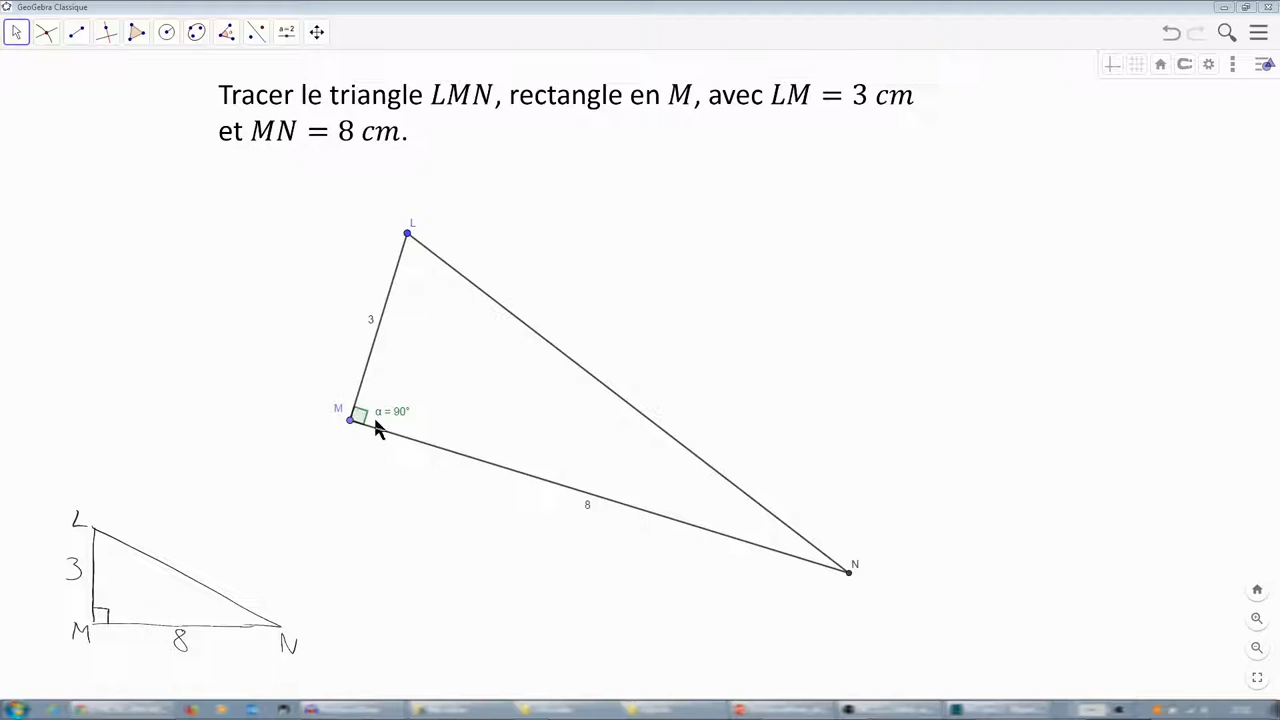 GeoGebra Classique
a=2
Tracer le triangle LMN, rectangle en M, avec LM = 3 cm
et MN = 8 cm.
L
3
M
α = 90°
8
N
L
3
M
8
N